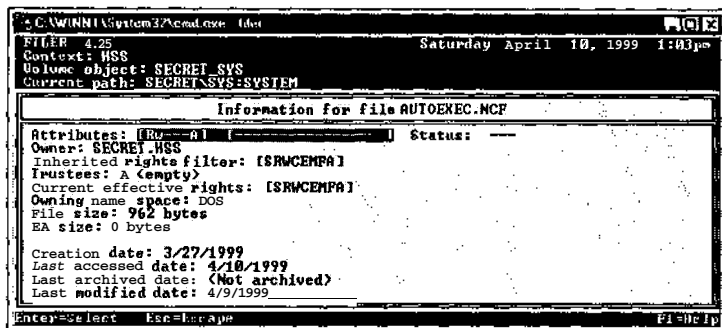 C:\WINNT\System32\cmd.exe
FILER 4.25 Saturday April 10, 1999 1:03pm
Context: HSS
Volume object: SECRET_SYS
Current path: SECRET\SYS:SYSTEM
Information for file AUTOEXEC.NCF
Attributes: [Rw---A] [--------------------] Status: ---
Owner: SECRET.HSS
Inherited rights filter: [SRWCEMFA]
Trustees: A <empty>
Current effective rights: [SRWCEMFA]
Owning name space: DOS
File size: 962 bytes
EA size: 0 bytes
Creation date: 3/27/1999
Last accessed date: 4/10/1999
Last archived date: <Not archived>
Last modified date: 4/9/1999
Enter=Select Esc=Escape F1=Help